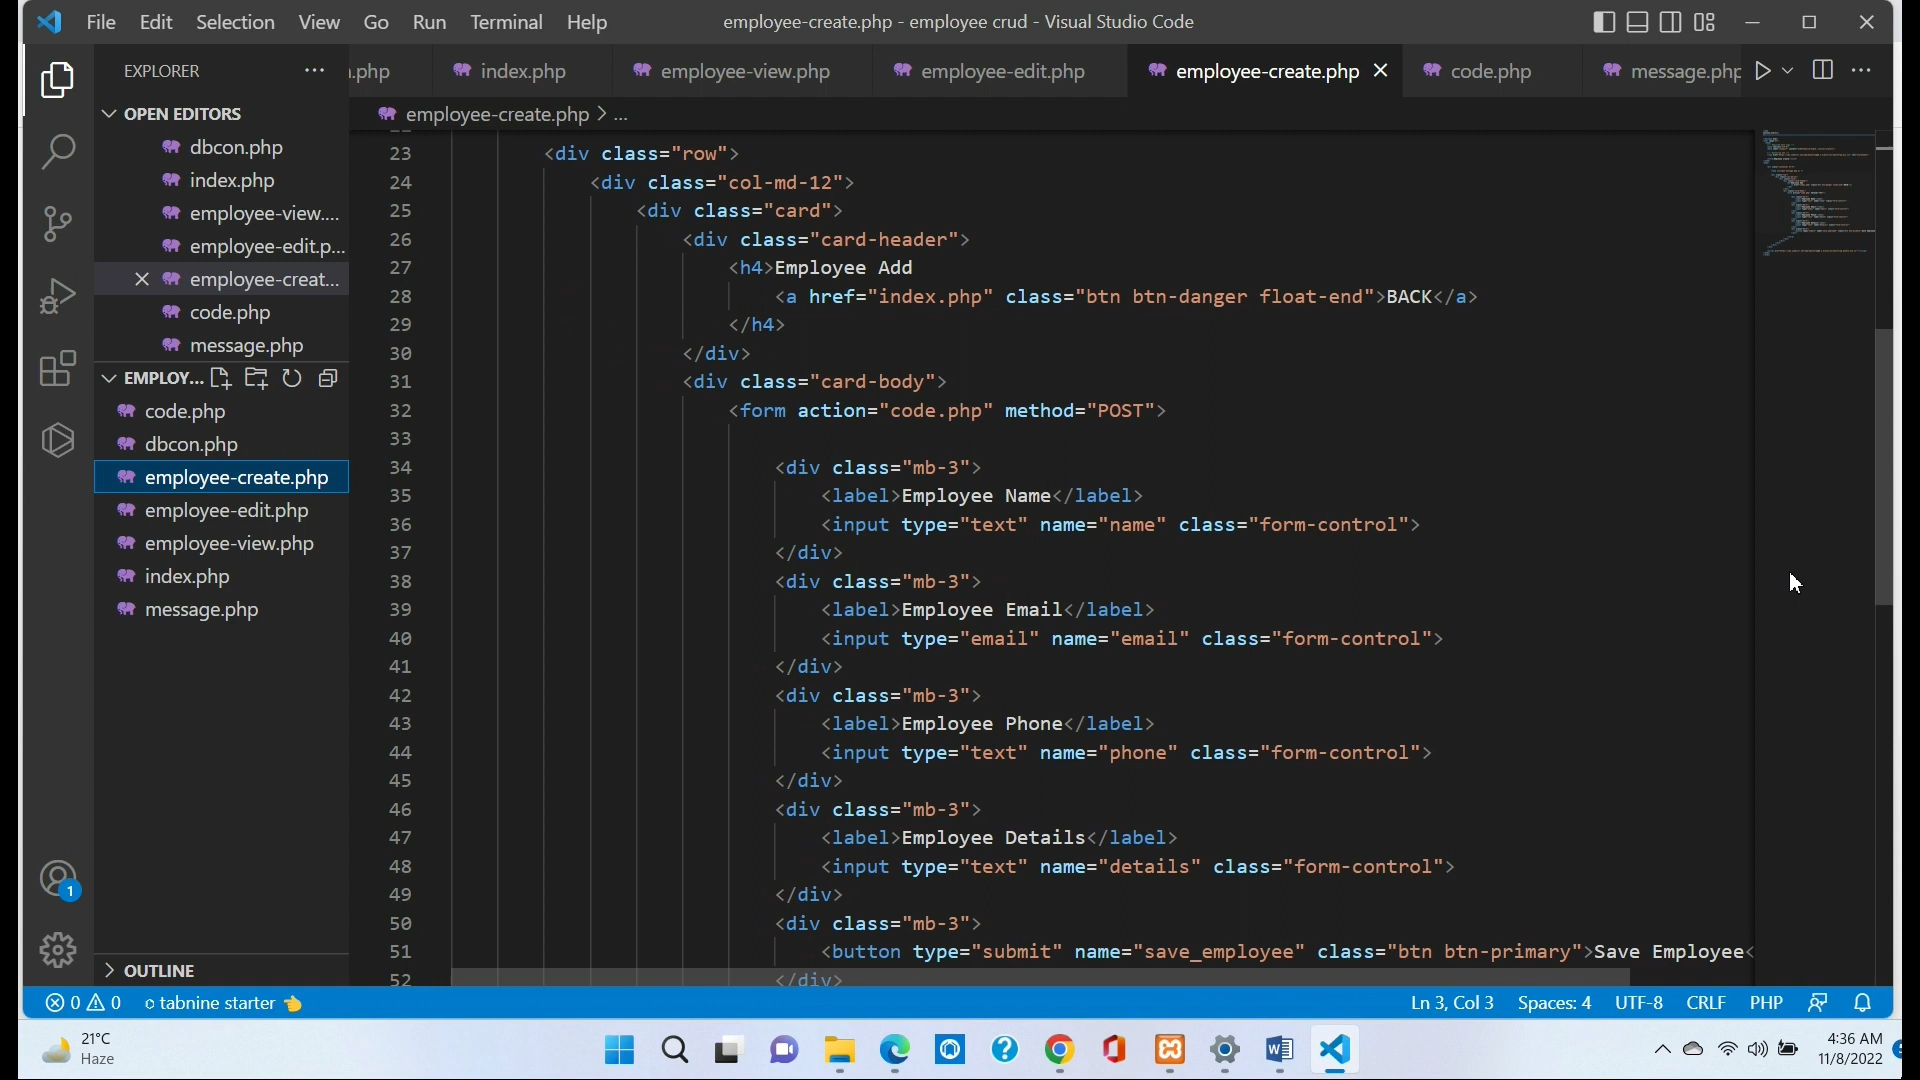 File Edit Selection View Go Run Terminal Help
employee-create.php - employee crud - Visual Studio Code
EXPLORER
OPEN EDITORS
dbcon.php
index.php
employee-view....
employee-edit.p...
employee-creat...
code.php
message.php
EMPLOY...
code.php
dbcon.php
employee-create.php
employee-edit.php
employee-view.php
index.php
message.php
OUTLINE
.php index.php employee-view.php employee-edit.php employee-create.php code.php message.php
employee-create.php > ...
23 <div class="row">
24 <div class="col-md-12">
25 <div class="card">
26 <div class="card-header">
27 <h4>Employee Add
28 <a href="index.php" class="btn btn-danger float-end">BACK</a>
29 </h4>
30 </div>
31 <div class="card-body">
32 <form action="code.php" method="POST">
33
34 <div class="mb-3">
35 <label>Employee Name</label>
36 <input type="text" name="name" class="form-control">
37 </div>
38 <div class="mb-3">
39 <label>Employee Email</label>
40 <input type="email" name="email" class="form-control">
41 </div>
42 <div class="mb-3">
43 <label>Employee Phone</label>
44 <input type="text" name="phone" class="form-control">
45 </div>
46 <div class="mb-3">
47 <label>Employee Details</label>
48 <input type="text" name="details" class="form-control">
49 </div>
50 <div class="mb-3">
51 <button type="submit" name="save_employee" class="btn btn-primary">Save Employee<
52 </div>
1
0 0 tabnine starter
Ln 3, Col 3 Spaces: 4 UTF-8 CRLF PHP
21°C
Haze
4:36 AM
11/8/2022